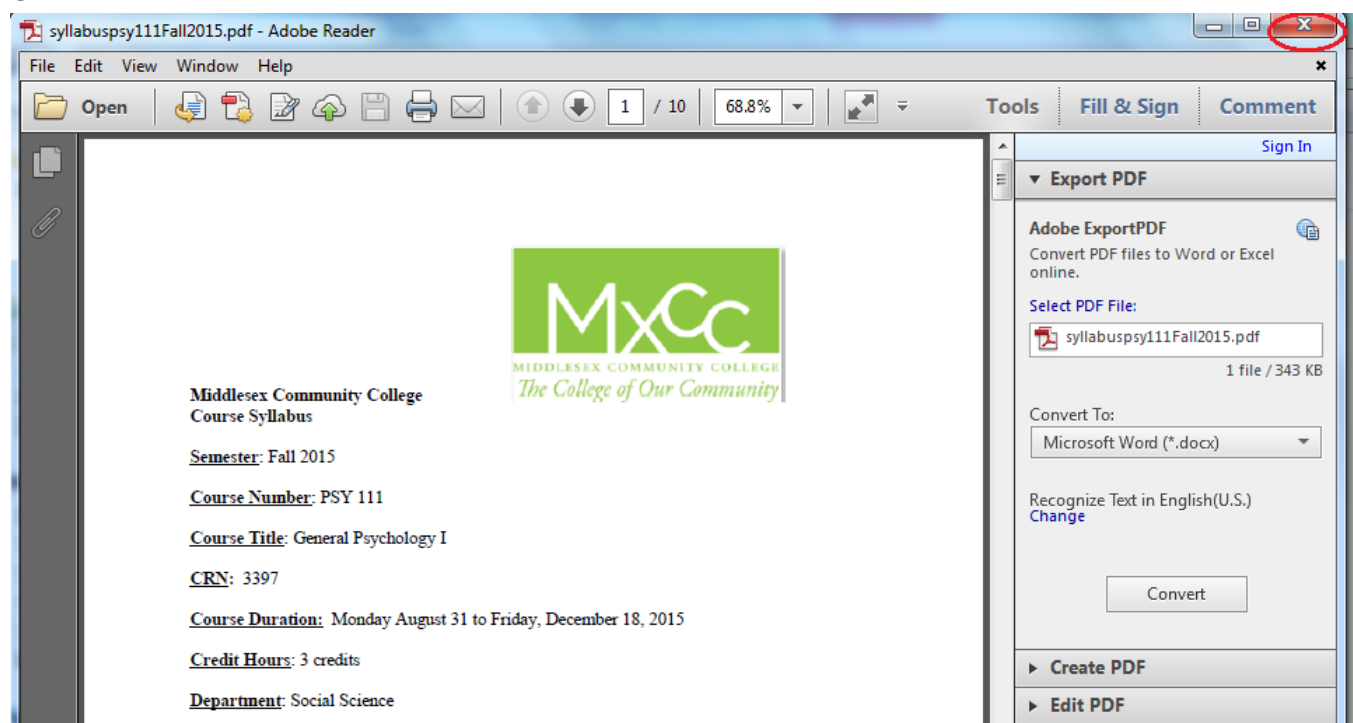 syllabuspsy111Fall2015.pdf - Adobe Reader
File Edit View Window Help
Open 1 / 10 68.8% Tools Fill & Sign Comment
Sign In
Export PDF
Adobe ExportPDF
Convert PDF files to Word or Excel
online.
Select PDF File:
syllabuspsy111Fall2015.pdf
1 file / 343 KB
Convert To:
Microsoft Word (*.docx)
Recognize Text in English(U.S.)
Change
Convert
Create PDF
Edit PDF
MxCC
MIDDLESEX COMMUNITY COLLEGE
The College of Our Community
Middlesex Community College
Course Syllabus
Semester: Fall 2015
Course Number: PSY 111
Course Title: General Psychology I
CRN: 3397
Course Duration: Monday August 31 to Friday, December 18, 2015
Credit Hours: 3 credits
Department: Social Science